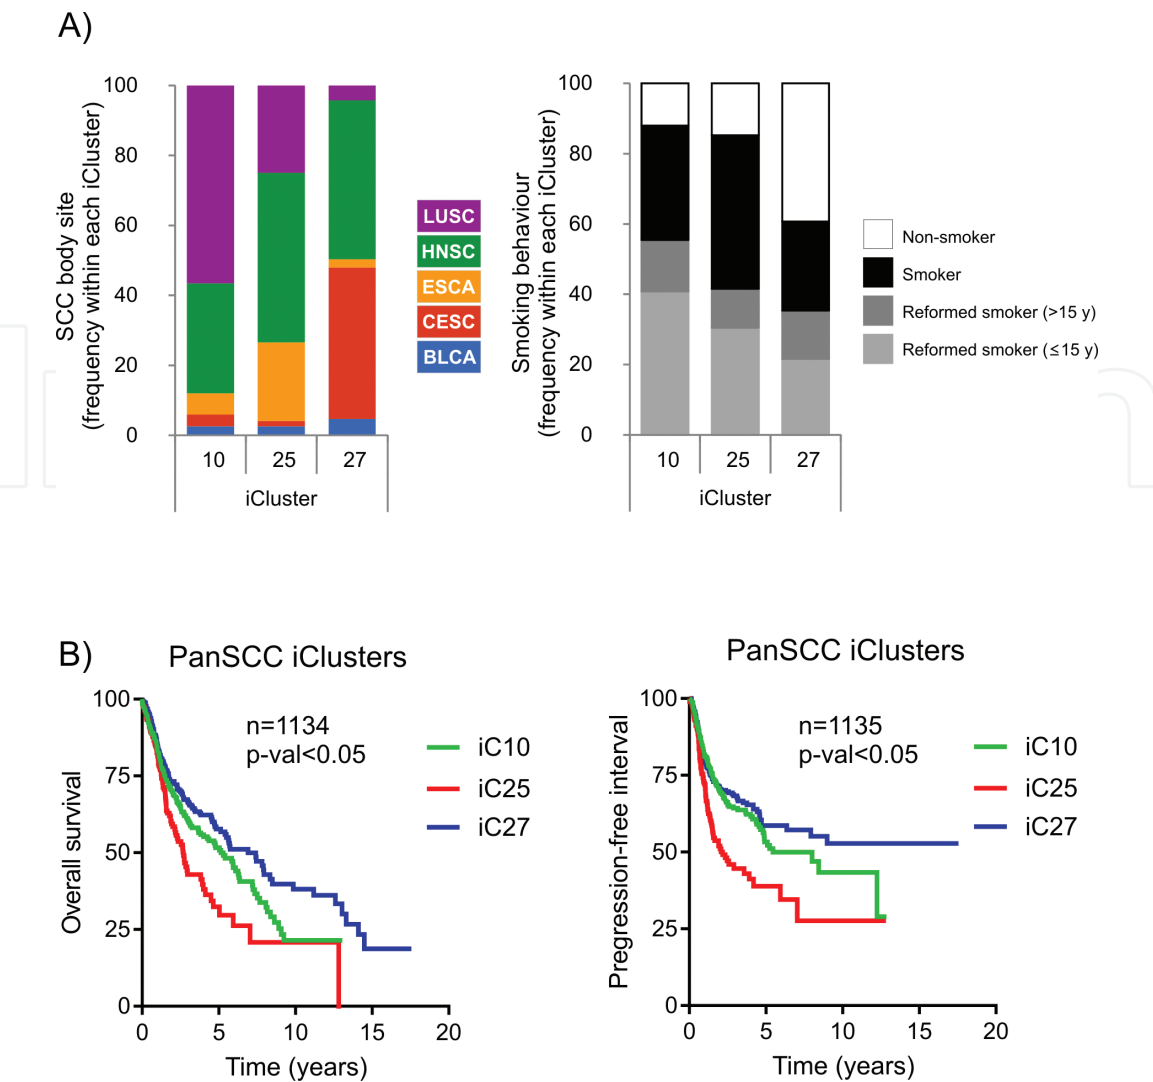 A)
SCC body site
(frequency within each iCluster)
100
80
60
40
20
0
10 25 27
iCluster
LUSC
HNSC
ESCA
CESC
BLCA
Smoking behaviour
(frequency within each iCluster)
100
80
60
40
20
0
10 25 27
iCluster
Non-smoker
Smoker
Reformed smoker (>15 y)
Reformed smoker (≤15 y)
B)
PanSCC iClusters
Overall survival
100
75
50
25
0
n=1134
p-val<0.05
iC10
iC25
iC27
0 5 10 15 20
Time (years)
PanSCC iClusters
Pregression-free interval
100
75
50
25
0
n=1135
p-val<0.05
iC10
iC25
iC27
0 5 10 15 20
Time (years)